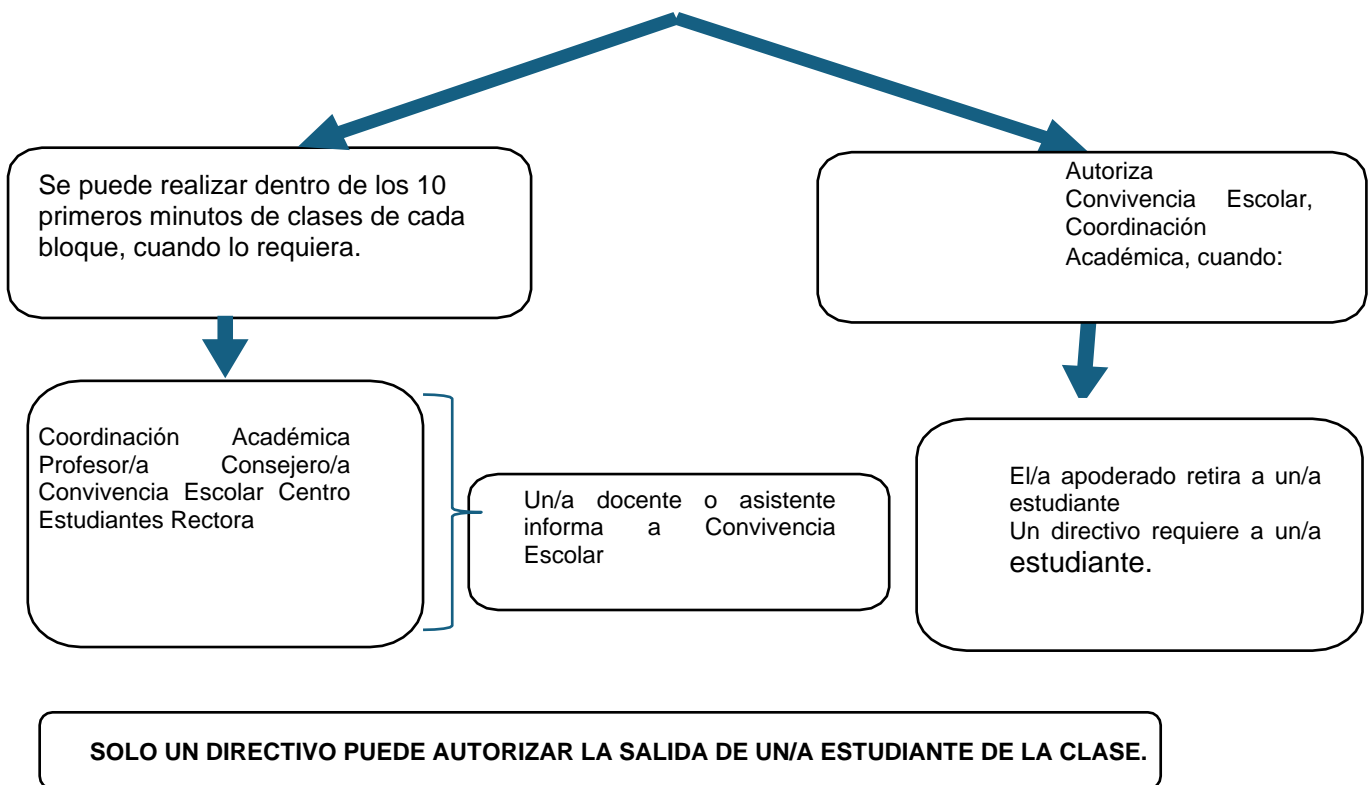 Se puede realizar dentro de los 10
primeros minutos de clases de cada
bloque, cuando lo requiera.
Autoriza
Convivencia Escolar,
Coordinación
Académica, cuando:
Coordinación Académica
Profesor/a Consejero/a
Convivencia Escolar Centro
Estudiantes Rectora
Un/a docente o asistente
informa a Convivencia
Escolar
El/a apoderado retira a un/a
estudiante
Un directivo requiere a un/a
estudiante.
SOLO UN DIRECTIVO PUEDE AUTORIZAR LA SALIDA DE UN/A ESTUDIANTE DE LA CLASE.